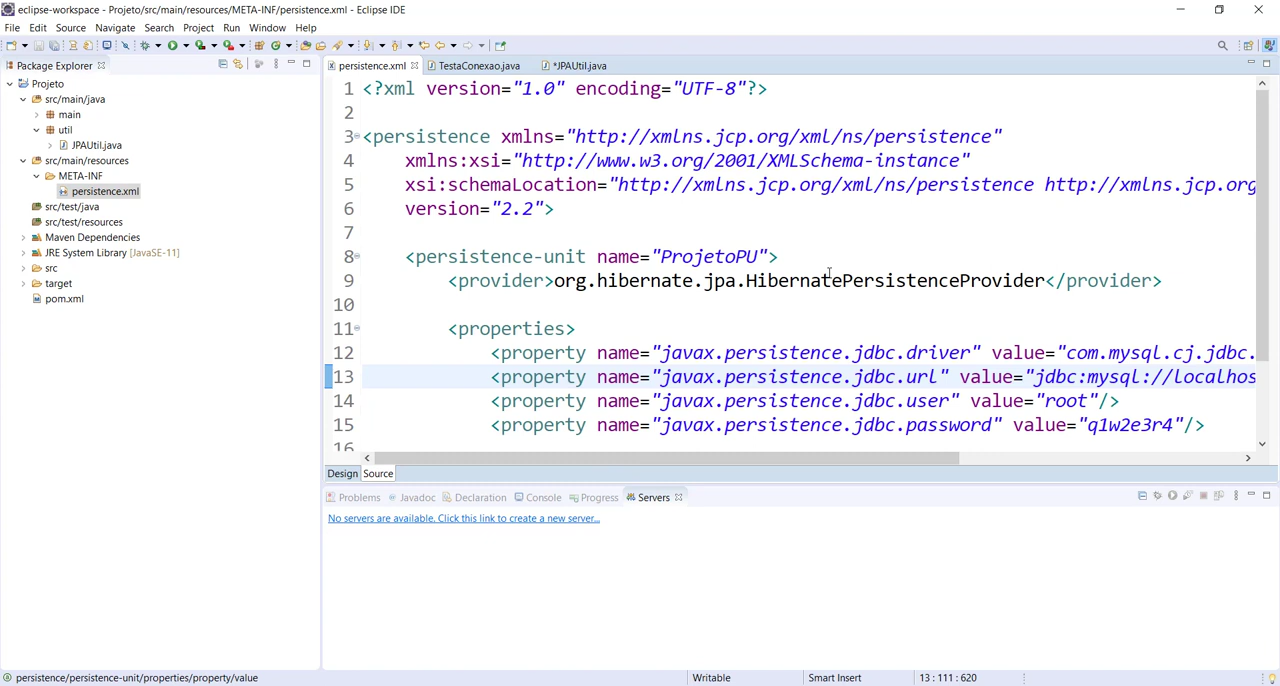 eclipse-workspace - Projeto/src/main/resources/META-INF/persistence.xml - Eclipse IDE
File Edit Source Navigate Search Project Run Window Help
Package Explorer
Projeto
src/main/java
main
util
JPAUtil.java
src/main/resources
META-INF
persistence.xml
src/test/java
src/test/resources
Maven Dependencies
JRE System Library [JavaSE-11]
src
target
pom.xml
persistence.xml TestaConexao.java *JPAUtil.java
1 <?xml version="1.0" encoding="UTF-8"?>
2
3 <persistence xmlns="http://xmlns.jcp.org/xml/ns/persistence"
4 xmlns:xsi="http://www.w3.org/2001/XMLSchema-instance"
5 xsi:schemaLocation="http://xmlns.jcp.org/xml/ns/persistence http://xmlns.jcp.org
6 version="2.2">
7
8 <persistence-unit name="ProjetoPU">
9 <provider>org.hibernate.jpa.HibernatePersistenceProvider</provider>
10
11 <properties>
12 <property name="javax.persistence.jdbc.driver" value="com.mysql.cj.jdbc.
13 <property name="javax.persistence.jdbc.url" value="jdbc:mysql://localhos
14 <property name="javax.persistence.jdbc.user" value="root"/>
15 <property name="javax.persistence.jdbc.password" value="q1w2e3r4"/>
16
Design Source
Problems Javadoc Declaration Console Progress Servers
No servers are available. Click this link to create a new server...
persistence/persistence-unit/properties/property/value Writable Smart Insert 13 : 111 : 620